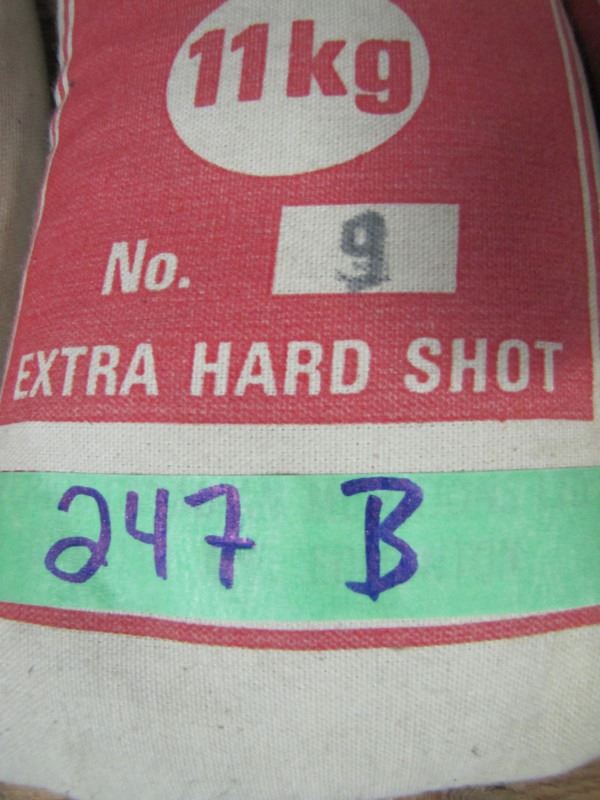 11kg
No. 9
EXTRA HARD SHOT
247 B